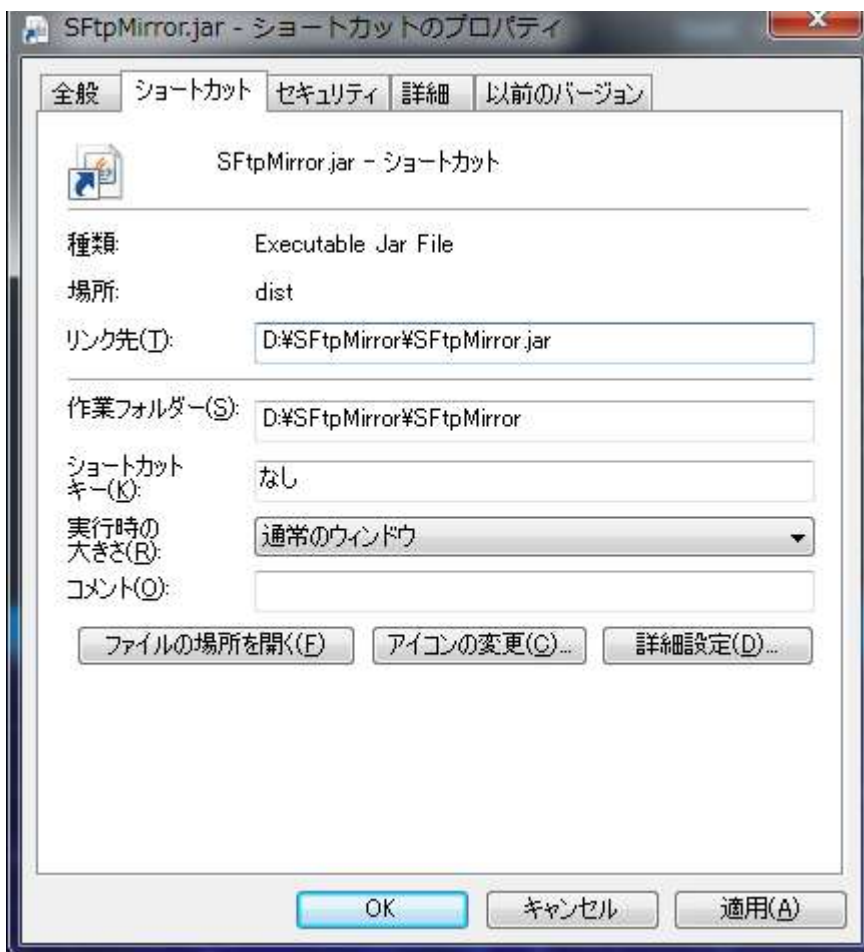 SFtpMirror.jar - ショートカットのプロパティ
全般 ショートカット セキュリティ 詳細 以前のバージョン
SFtpMirror.jar - ショートカット
種類: Executable Jar File
場所: dist
リンク先(T): D:¥SFtpMirror¥SFtpMirror.jar
作業フォルダー(S): D:¥SFtpMirror¥SFtpMirror
ショートカット
キー(K): なし
実行時の
大きさ(R): 通常のウィンドウ
コメント(O):
ファイルの場所を開く(F) アイコンの変更(C)... 詳細設定(D)...
OK キャンセル 適用(A)